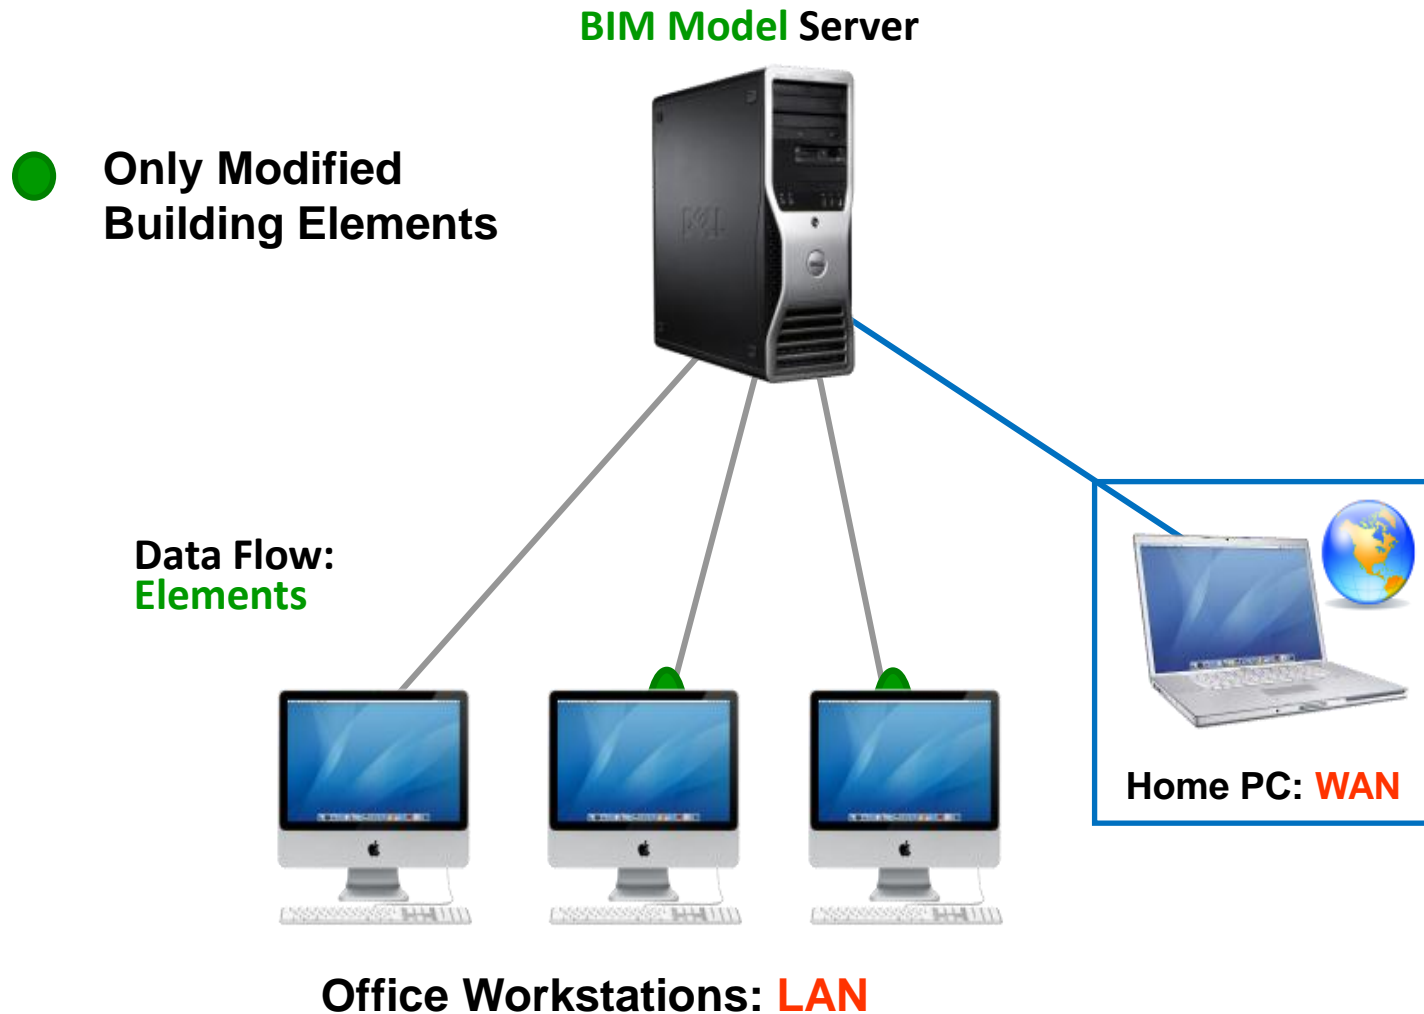 BIM Model Server
Only Modified
Building Elements
Data Flow:
Elements
Home PC: WAN
Office Workstations: LAN